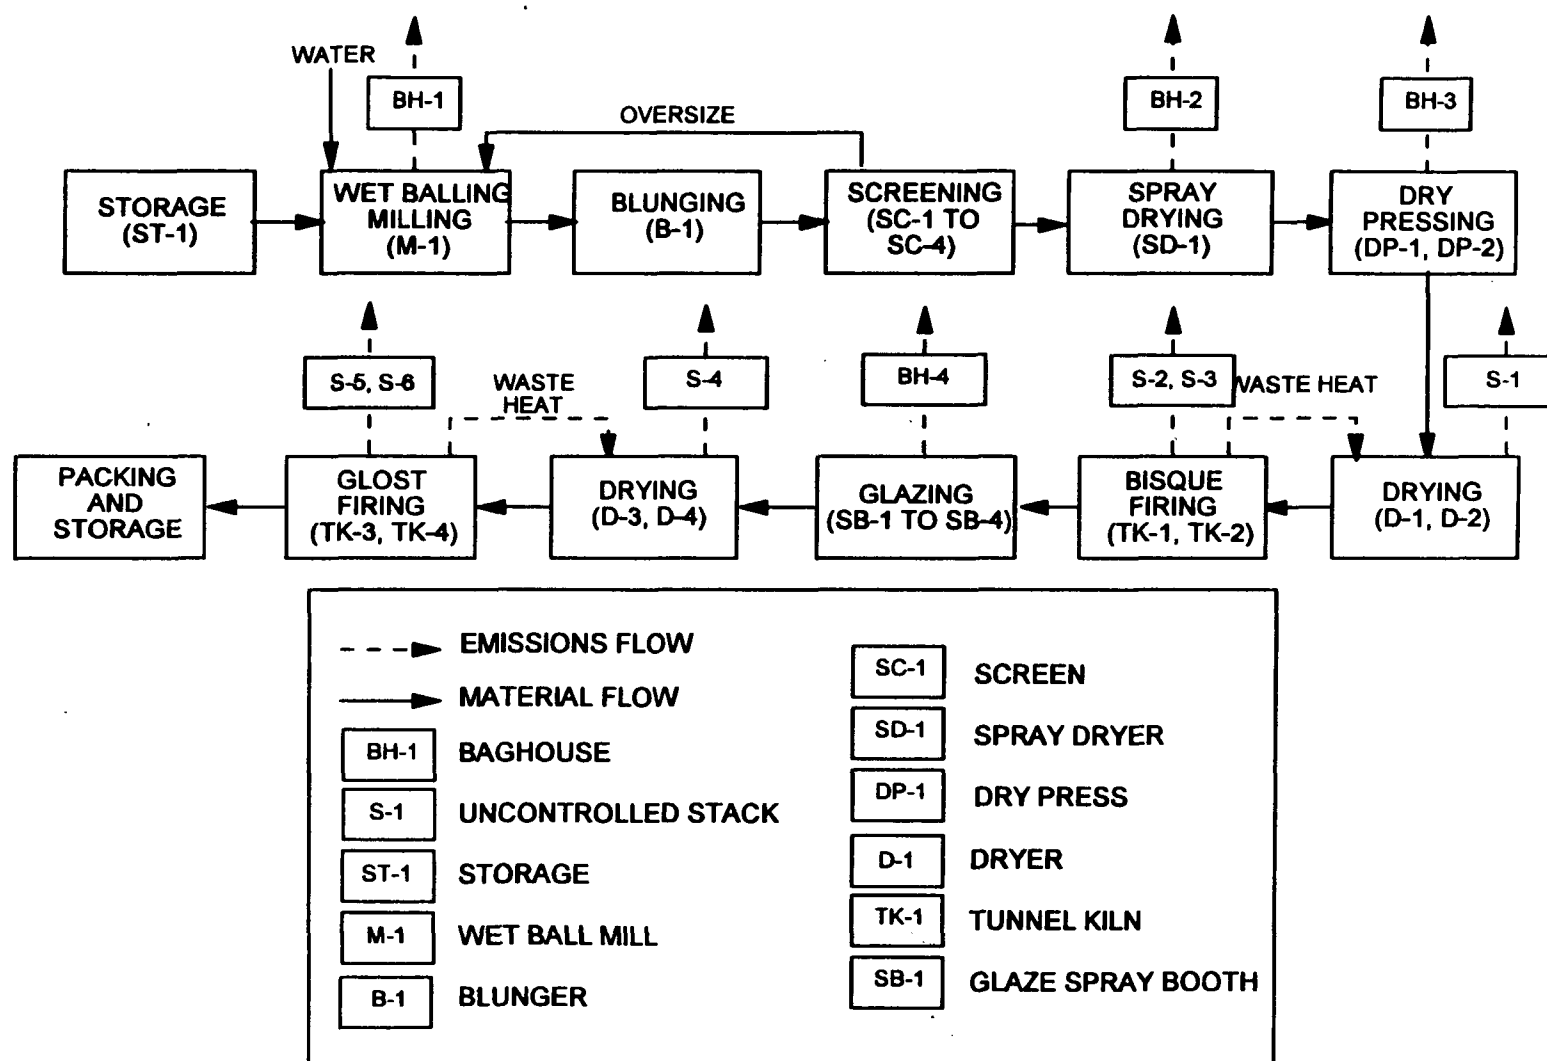 WATER
BH-1
OVERSIZE
BH-2
BH-3
STORAGE
(ST-1)
WET BALLING
MILLING
(M-1)
BLUNGING
(B-1)
SCREENING
(SC-1 TO
SC-4)
SPRAY
DRYING
(SD-1)
DRY
PRESSING
(DP-1, DP-2)
S-5, S-6
WASTE
HEAT
S-4
BH-4
S-2, S-3
WASTE HEAT
S-1
PACKING
AND
STORAGE
GLOST
FIRING
(TK-3, TK-4)
DRYING
(D-3, D-4)
GLAZING
(SB-1 TO SB-4)
BISQUE
FIRING
(TK-1, TK-2)
DRYING
(D-1, D-2)
EMISSIONS FLOW
MATERIAL FLOW
BH-1 BAGHOUSE
S-1 UNCONTROLLED STACK
ST-1 STORAGE
M-1 WET BALL MILL
B-1 BLUNGER
SC-1 SCREEN
SD-1 SPRAY DRYER
DP-1 DRY PRESS
D-1 DRYER
TK-1 TUNNEL KILN
SB-1 GLAZE SPRAY BOOTH